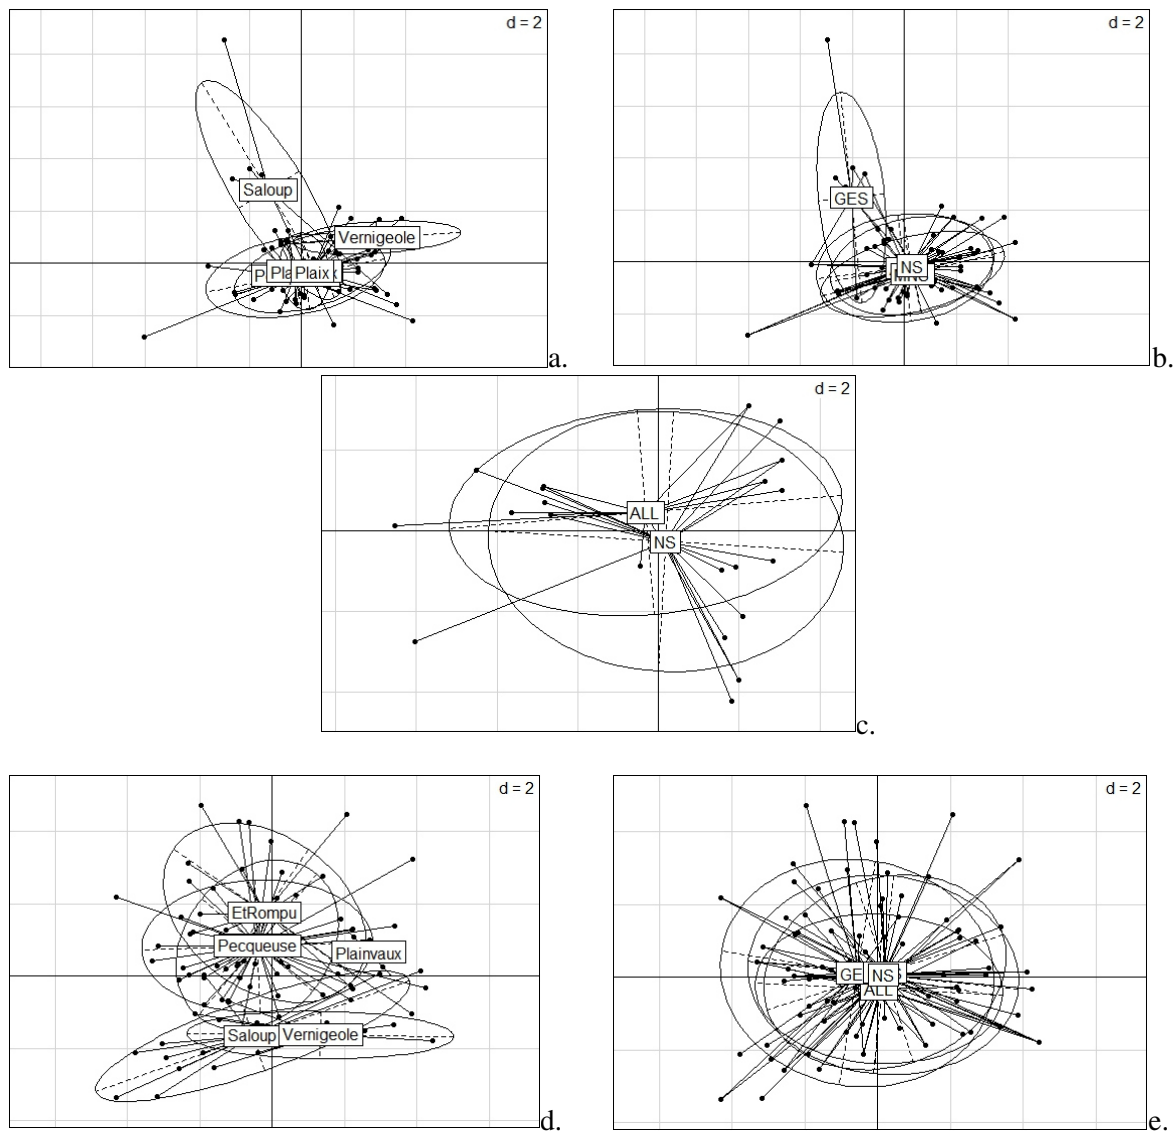 d = 2
Saloup
Vernigeole
Plaix
a.
d = 2
GES
NS
b.
d = 2
ALL
NS
c.
d = 2
EtRompu
Pecqueuse
Plainvaux
Saloup Vernigeole
d.
d = 2
GE NS
ALL
e.